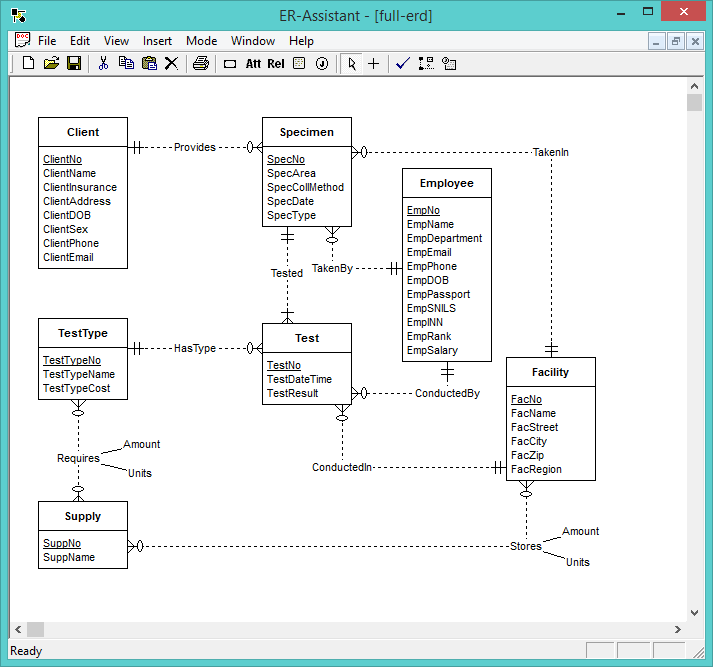 ER-Assistant - [full-erd]
File Edit View Insert Mode Window Help
Att Rel
Client
ClientNo
ClientName
ClientInsurance
ClientAddress
ClientDOB
ClientSex
ClientPhone
ClientEmail
Provides
Specimen
SpecNo
SpecArea
SpecCollMethod
SpecDate
SpecType
TakenIn
Employee
EmpNo
EmpName
EmpDepartment
EmpEmail
EmpPhone
EmpDOB
EmpPassport
EmpSNILS
EmpINN
EmpRank
EmpSalary
Tested
TakenBy
TestType
TestTypeNo
TestTypeName
TestTypeCost
HasType
Test
TestNo
TestDateTime
TestResult
ConductedBy
Facility
FacNo
FacName
FacStreet
FacCity
FacZip
FacRegion
Requires
Amount
Units
ConductedIn
Supply
SuppNo
SuppName
Stores
Amount
Units
Ready